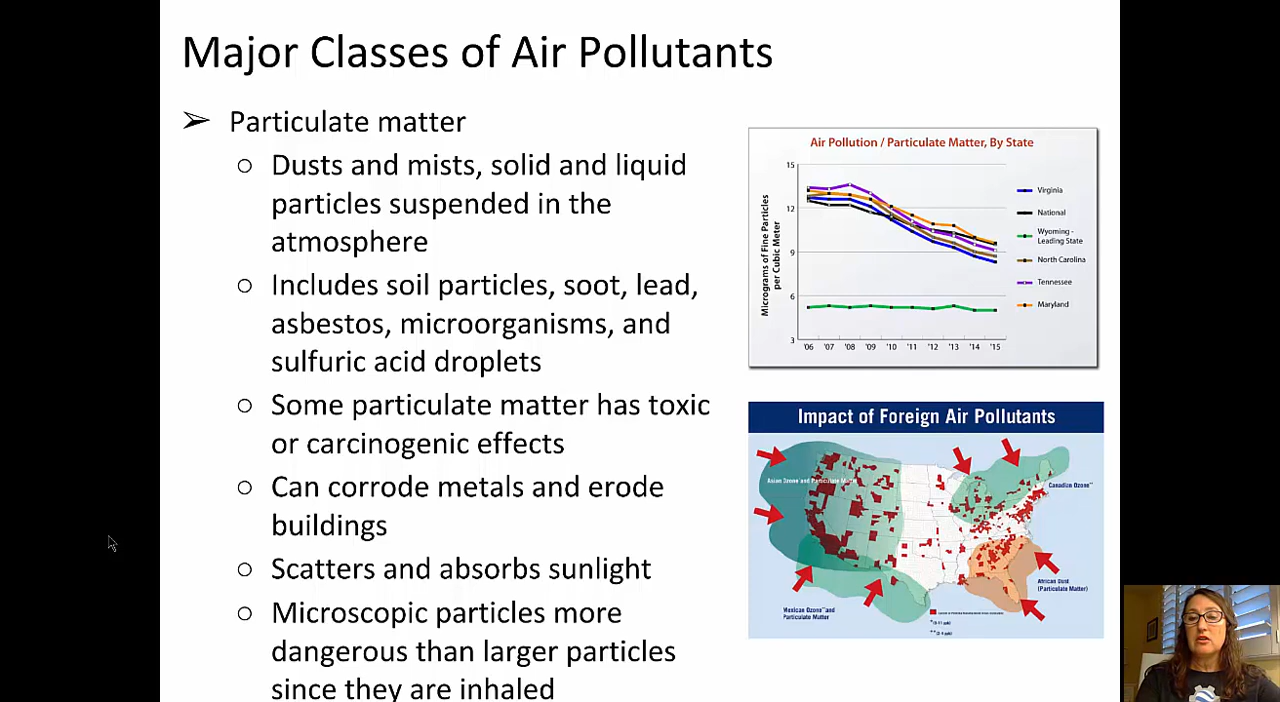 Major Classes of Air Pollutants
➢ Particulate matter
○ Dusts and mists, solid and liquid
particles suspended in the
atmosphere
○ Includes soil particles, soot, lead,
asbestos, microorganisms, and
sulfuric acid droplets
○ Some particulate matter has toxic
or carcinogenic effects
○ Can corrode metals and erode
buildings
○ Scatters and absorbs sunlight
○ Microscopic particles more
dangerous than larger particles
since they are inhaled
Air Pollution / Particulate Matter, By State
Micrograms of Fine Particles
per Cubic Meter
15
12
9
6
3
'06 '07 '08 '09 '10 '11 '12 '13 '14 '15
Virginia
National
Wyoming -
Leading State
North Carolina
Tennessee
Maryland
Impact of Foreign Air Pollutants
Asian Ozone and Particulate Matter
Canadian Ozone**
African Dust
(Particulate Matter)
Mexican Ozone** and
Particulate Matter